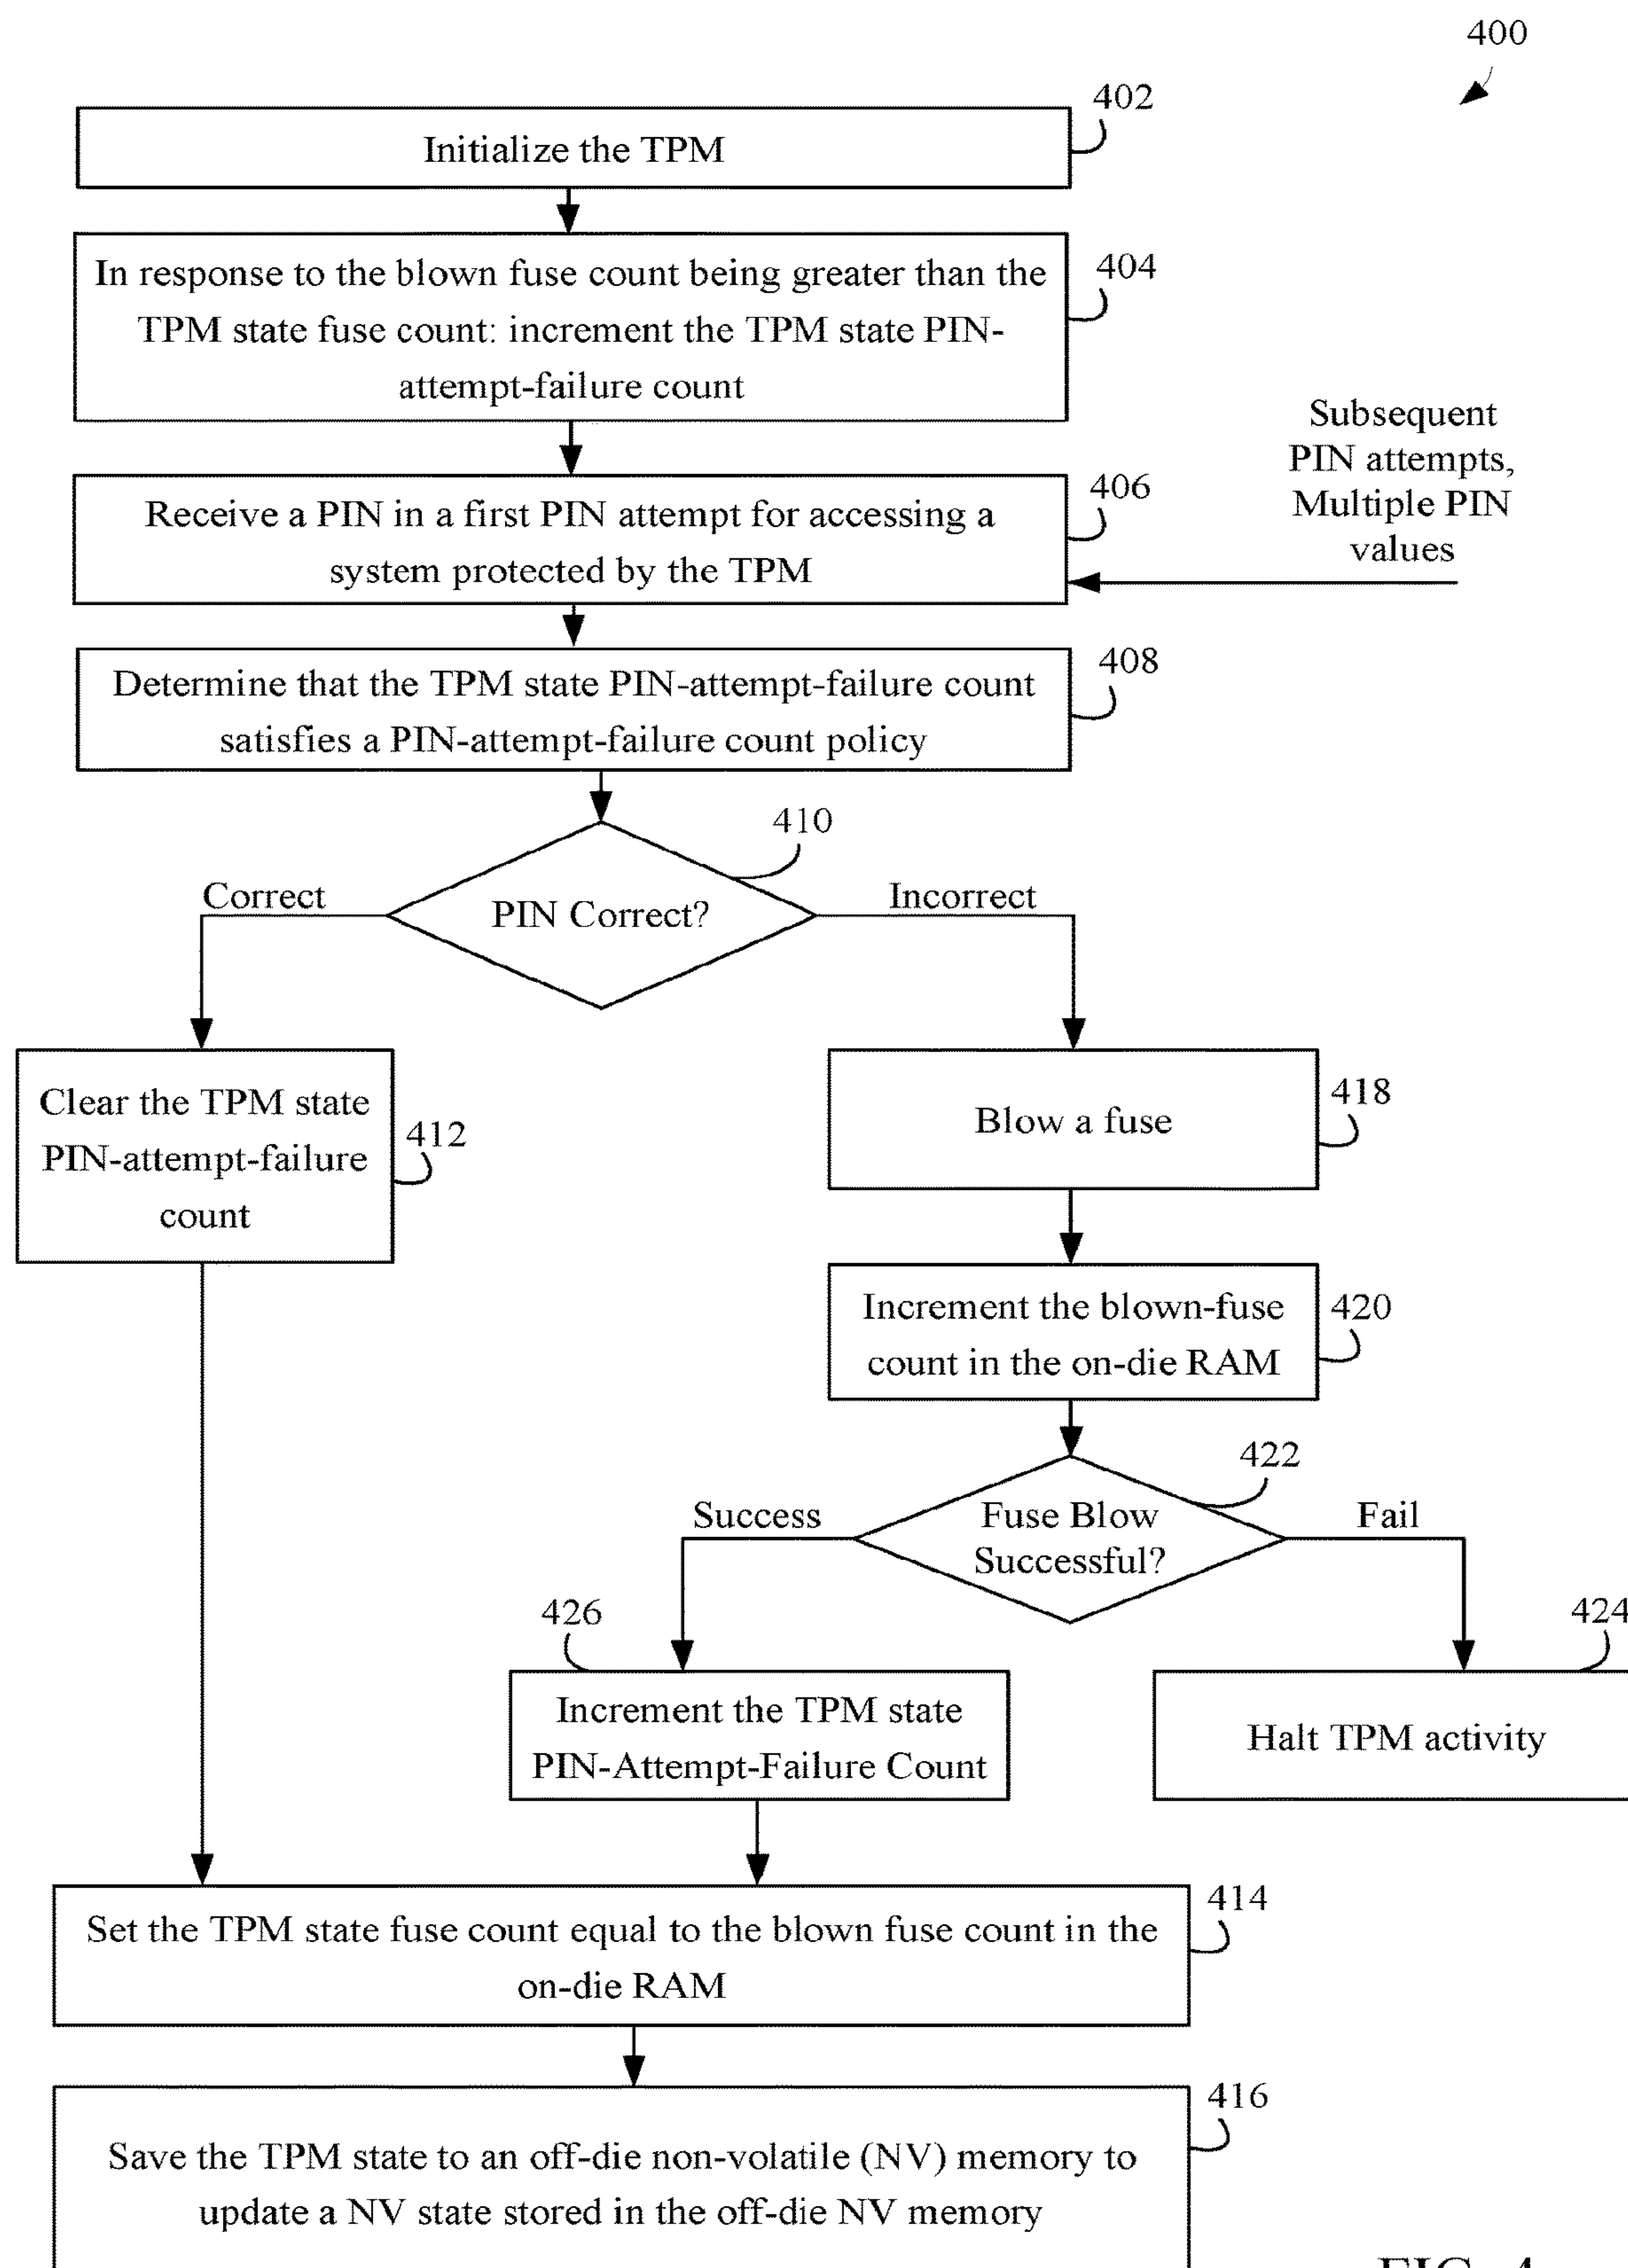 400
402
Initialize the TPM
404
In response to the blown fuse count being greater than the
TPM state fuse count: increment the TPM state PIN-
attempt-failure count
Subsequent
PIN attempts,
Multiple PIN
values
406
Receive a PIN in a first PIN attempt for accessing a
system protected by the TPM
408
Determine that the TPM state PIN-attempt-failure count
satisfies a PIN-attempt-failure count policy
410
Correct
PIN Correct?
Incorrect
412
Clear the TPM state
PIN-attempt-failure
count
418
Blow a fuse
420
Increment the blown-fuse
count in the on-die RAM
422
Success
Fuse Blow
Successful?
Fail
426
Increment the TPM state
PIN-Attempt-Failure Count
424
Halt TPM activity
414
Set the TPM state fuse count equal to the blown fuse count in the
on-die RAM
416
Save the TPM state to an off-die non-volatile (NV) memory to
update a NV state stored in the off-die NV memory